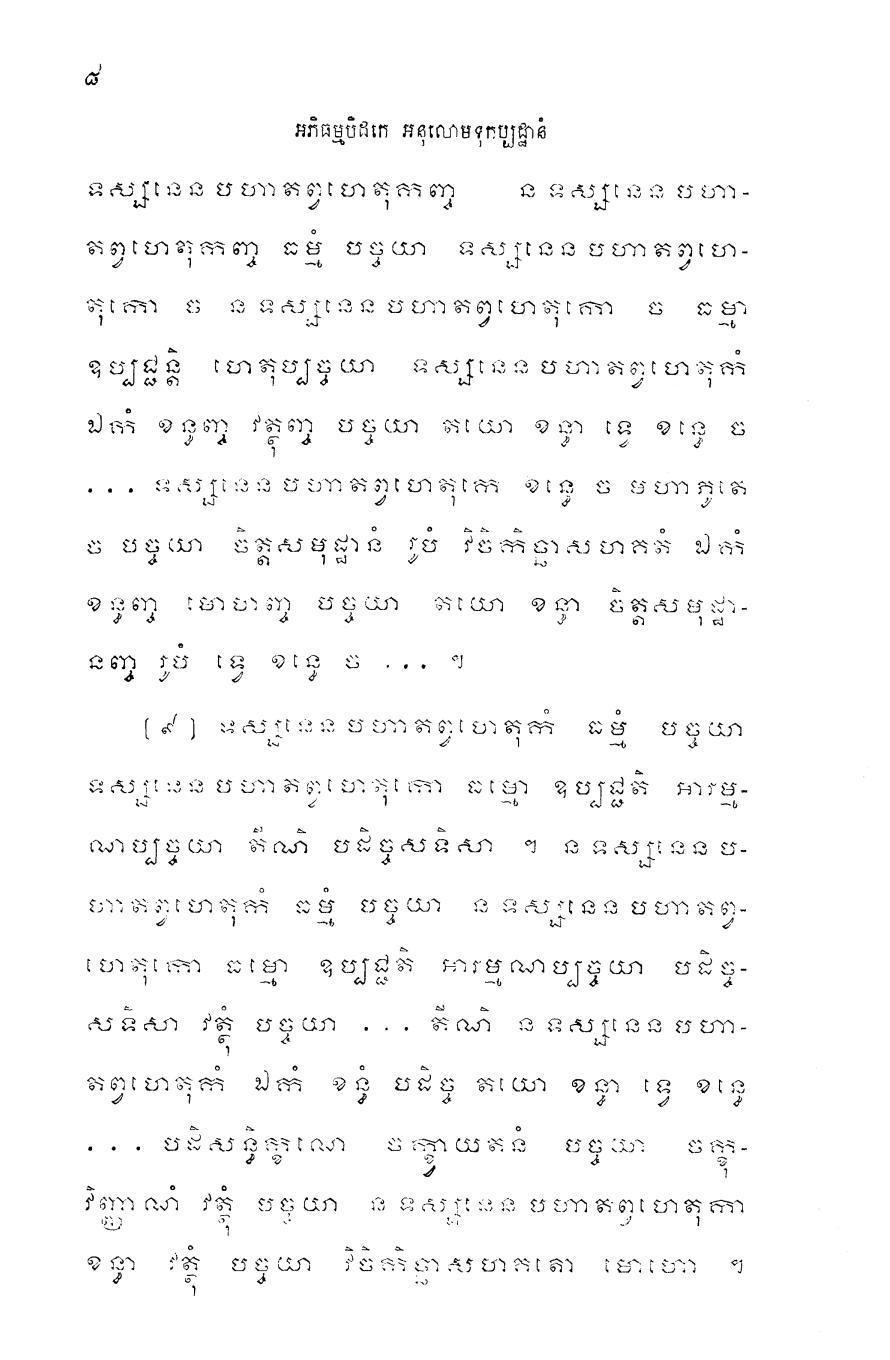 ៨
អភិធម្មបិដកេ អនុលោមទុកប្បដ្ឋានំ
ទស្សនេនបហាតព្វហេតុកញ្ច ន ទស្សនេនបហា-
តព្វហេតុកញ្ច ធម្មំ បច្ចយា ទស្សនេនបហាតព្វហេ-
តុកោ ច ន ទស្សនេនបហាតព្វហេតុកោ ច ធម្មា
ឧប្បជ្ជន្តិ ហេតុប្បច្ចយា ទស្សនេនបហាតព្វហេតុកំ
ឯកំ ខន្ធញ្ច វត្ថុញ្ច បច្ចយា តយោ ខន្ធា ទ្វេ ខន្ធេ ច
... ទស្សនេនបហាតព្វហេតុកេ ខន្ធេ ច មហាភូតេ
ច បច្ចយា ចិត្តសមុដ្ឋានំ រូបំ វិចិកិច្ឆាសហគតំ ឯកំ
ខន្ធញ្ច មោហញ្ច បច្ចយា តយោ ខន្ធា ចិត្តសមុដ្ឋា-
នញ្ច រូបំ ទ្វេ ខន្ធេ ច ... ។
[៩] ទស្សនេនបហាតព្វហេតុកំ ធម្មំ បច្ចយា
ទស្សនេនបហាតព្វហេតុកោ ធម្មោ ឧប្បជ្ជតិ អារម្ម-
ណប្បច្ចយា តីណិ បដិច្ចសទិសា ។ ន ទស្សនេនប-
ហាតព្វហេតុកំ ធម្មំ បច្ចយា ន ទស្សនេនបហាតព្វ-
ហេតុកោ ធម្មោ ឧប្បជ្ជតិ អារម្មណប្បច្ចយា បដិច្ច-
សទិសា វត្ថុំ បច្ចយា ... តីណិ ន ទស្សនេនបហា-
តព្វហេតុកំ ឯកំ ខន្ធំ បដិច្ច តយោ ខន្ធា ទ្វេ ខន្ធេ
... បដិសន្ធិក្ខណេ ចក្ខ្វាយតនំ បច្ចយា ចក្ខុ-
វិញ្ញាណំ វត្ថុំ បច្ចយា ន ទស្សនេនបហាតព្វហេតុកា
ខន្ធា វត្ថុំ បច្ចយា វិចិកិច្ឆាសហគតោ មោហោ ។